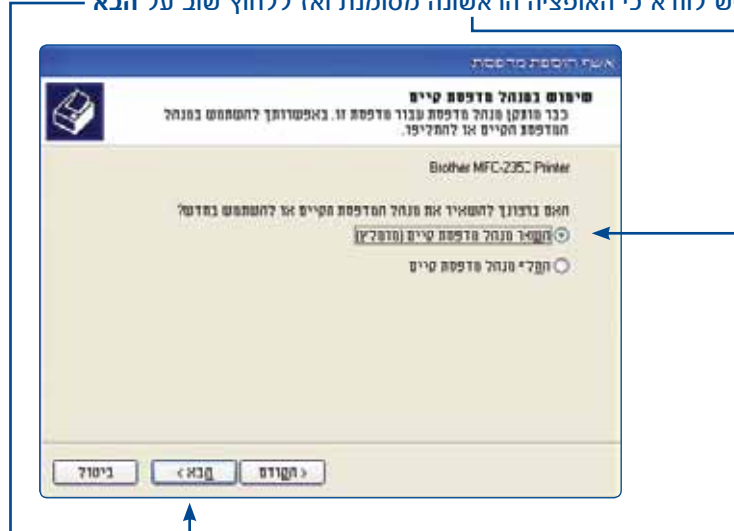 לוודא כי האופציה הראשונה מסומנת ואז ללחוץ שוב על הבא
אשף הוספת מדפסת
שימוש במנהל מדפסת קיים
כבר מותקן מנהל מדפסת עבור מדפסת זו. באפשרותך להשתמש במנהל
המדפסת הקיים או להחליפו.
Brother Printer
האם ברצונך להשאיר את מנהל המדפסת הקיים או להשתמש בחדש?
השאר מנהל מדפסת קיים (מומלץ)
החלף מנהל מדפסת קיים
< הקודם
הבא >
ביטול